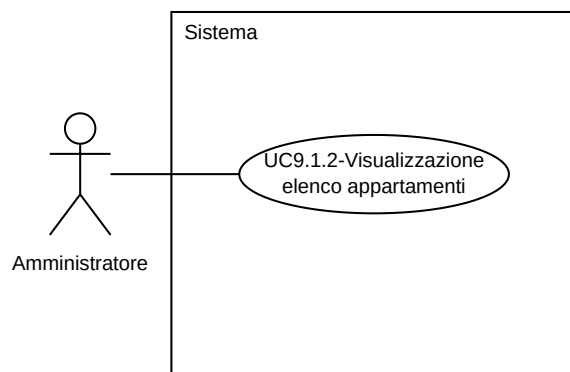 Sistema
UC9.1.2-Visualizzazione
elenco appartamenti
Amministratore